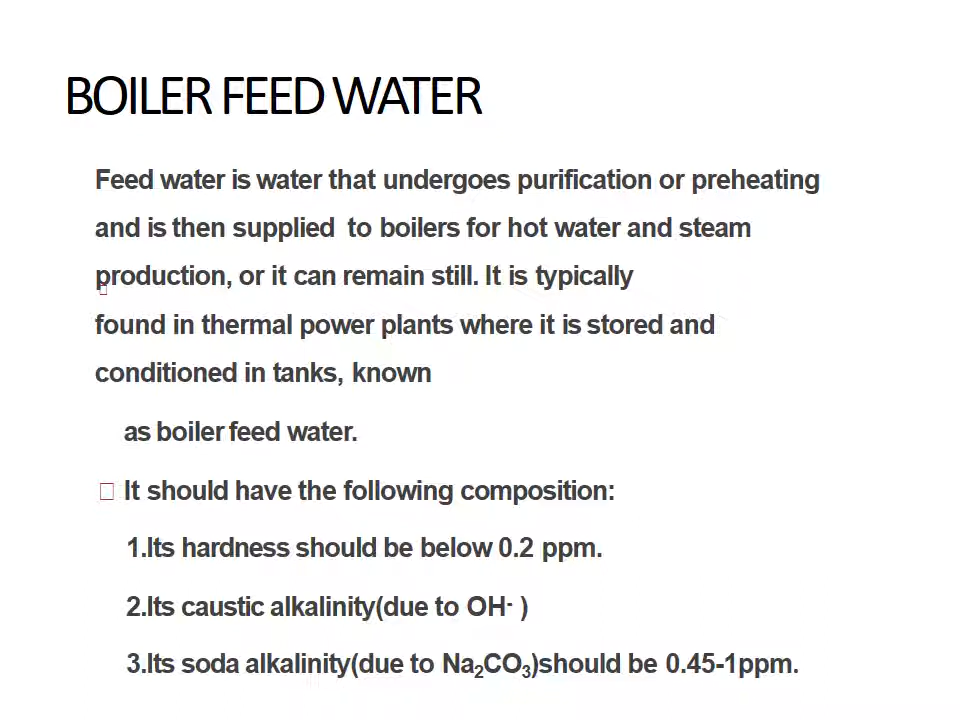 BOILER FEED WATER
Feed water is water that undergoes purification or preheating
and is then supplied to boilers for hot water and steam
production, or it can remain still. It is typically
found in thermal power plants where it is stored and
conditioned in tanks, known
as boiler feed water.
It should have the following composition:
1.Its hardness should be below 0.2 ppm.
2.Its caustic alkalinity(due to OH⁻ )
3.Its soda alkalinity(due to Na₂CO₃)should be 0.45-1ppm.